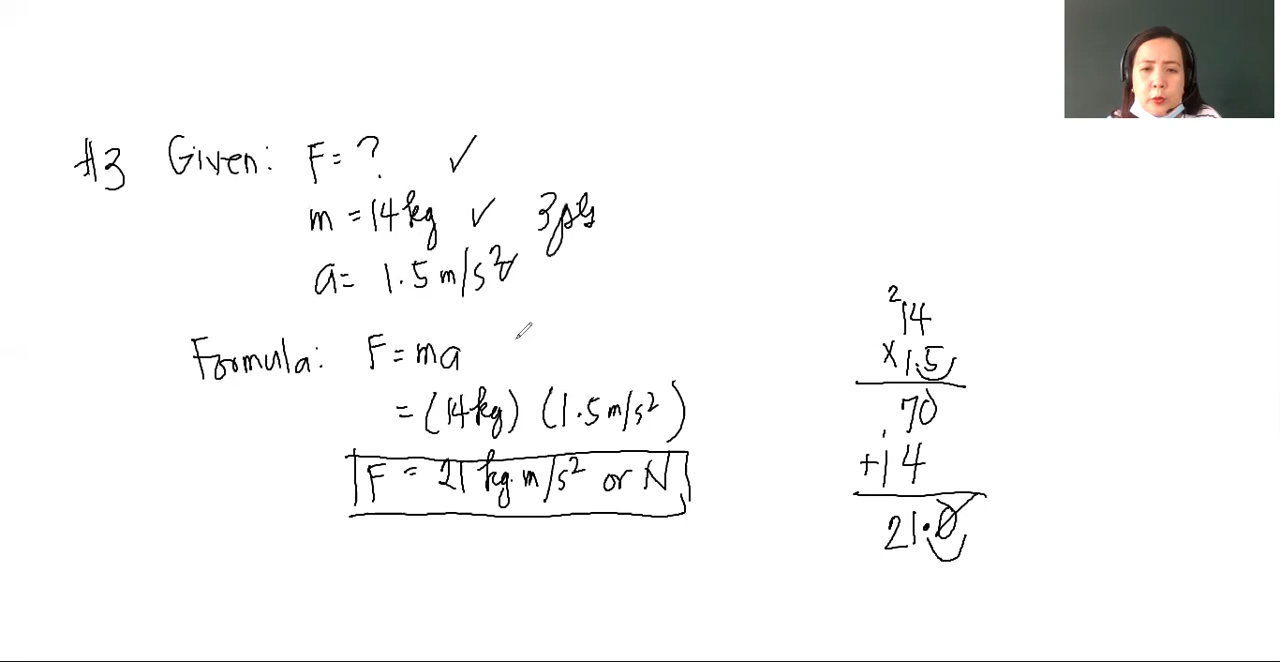 #3 Given: F = ? ✓
m = 14 kg ✓ 3pts
a = 1.5 m/s² ✓
Formula: F = ma
= (14 kg) (1.5 m/s²)
F = 21 kg·m/s² or N
2
14
x 1.5
70
1
+14
21.0